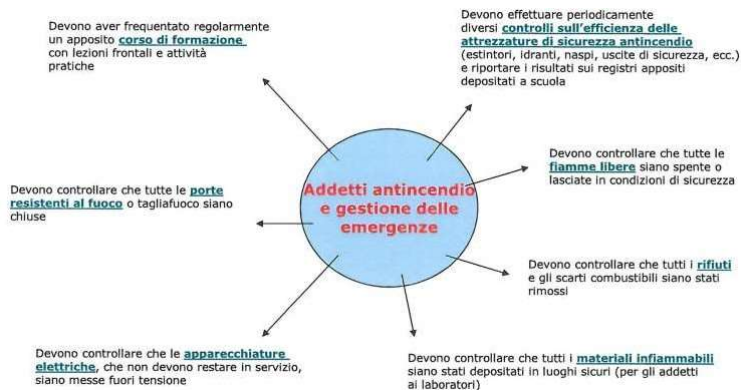 Devono aver frequentato regolarmente
un apposito corso di formazione
con lezioni frontali e attività
pratiche
Devono effettuare periodicamente
diversi controlli sull'efficienza delle
attrezzature di sicurezza antincendio
(estintori, idranti, naspi, uscite di sicurezza, ecc.)
e riportare i risultati sui registri appositi
depositati a scuola
Devono controllare che tutte le
fiamme libere siano spente o
lasciate in condizioni di sicurezza
Devono controllare che tutte le porte
resistenti al fuoco o tagliafuoco siano
chiuse
Addetti antincendio
e gestione delle
emergenze
Devono controllare che tutti i rifiuti
e gli scarti combustibili siano stati
rimossi
Devono controllare che le apparecchiature
elettriche, che non devono restare in servizio,
siano messe fuori tensione
Devono controllare che tutti i materiali infiammabili
siano stati depositati in luoghi sicuri (per gli addetti
ai laboratori)